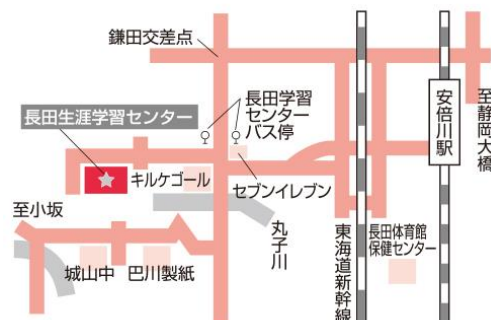 鎌田交差点
長田生涯学習センター
長田学習
センター
バス停
安倍川駅
至静岡大橋
キルケゴール
セブンイレブン
至小坂
丸子川
東海道新幹線
長田体育館
保健センター
城山中
巴川製紙